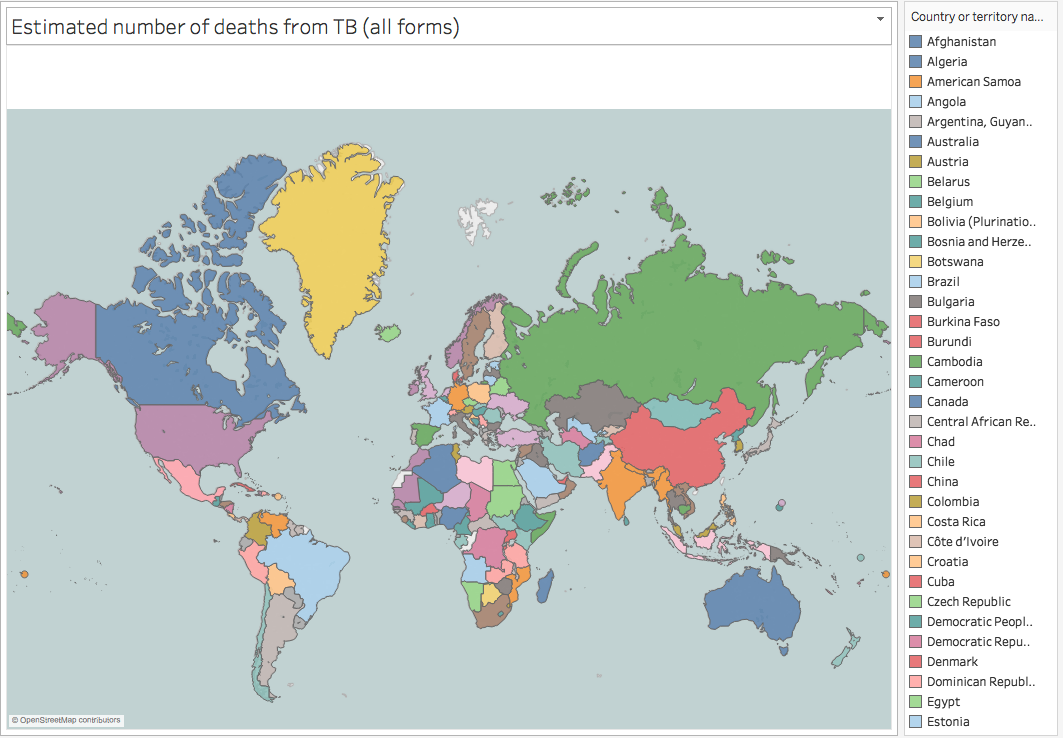 Estimated number of deaths from TB (all forms)
Country or territory na...
Afghanistan
Algeria
American Samoa
Angola
Argentina, Guyan..
Australia
Austria
Belarus
Belgium
Bolivia (Plurinatio..
Bosnia and Herze..
Botswana
Brazil
Bulgaria
Burkina Faso
Burundi
Cambodia
Cameroon
Canada
Central African Re..
Chad
Chile
China
Colombia
Costa Rica
Côte d’Ivoire
Croatia
Cuba
Czech Republic
Democratic Peopl..
Democratic Repu..
Denmark
Dominican Republ..
Egypt
Estonia
© OpenStreetMap contributors